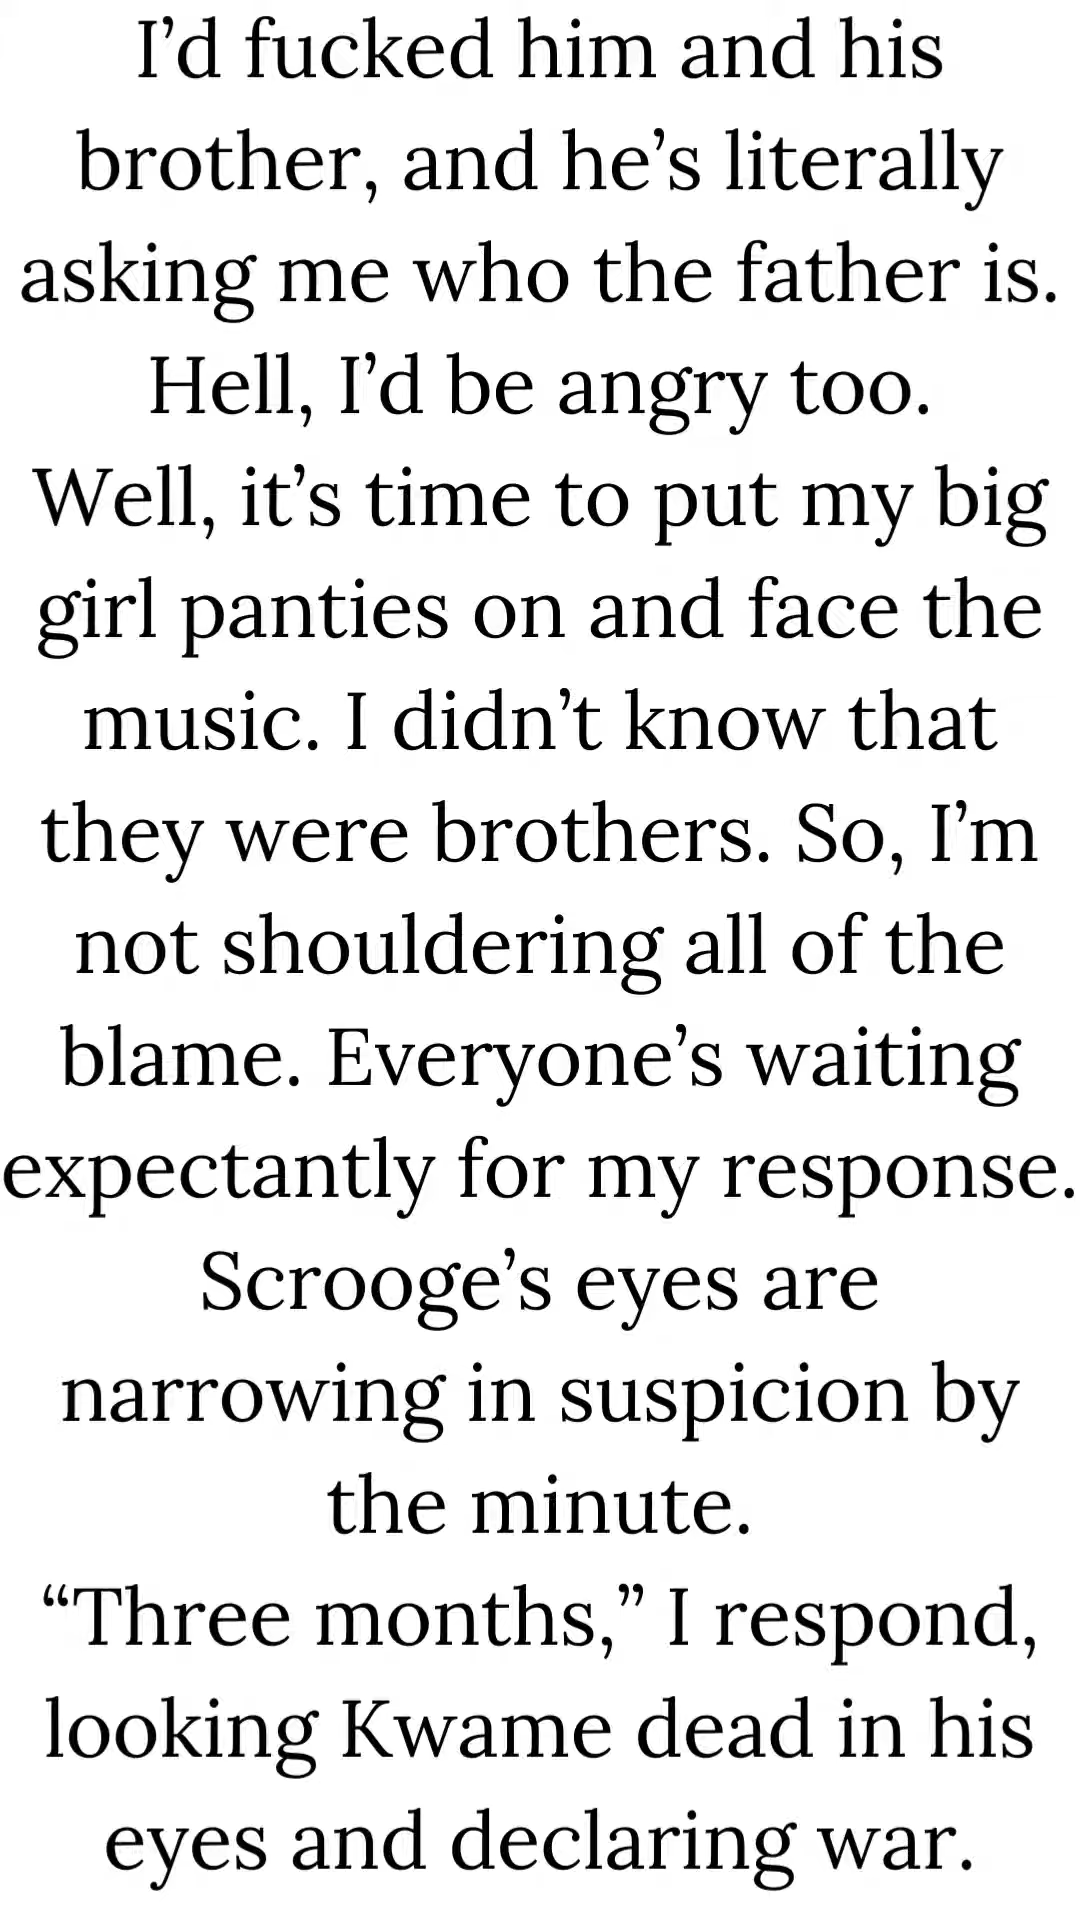 I’d fucked him and his
brother, and he’s literally
asking me who the father is.
Hell, I’d be angry too.
Well, it’s time to put my big
girl panties on and face the
music. I didn’t know that
they were brothers. So, I’m
not shouldering all of the
blame. Everyone’s waiting
expectantly for my response.
Scrooge’s eyes are
narrowing in suspicion by
the minute.
“Three months,” I respond,
looking Kwame dead in his
eyes and declaring war.